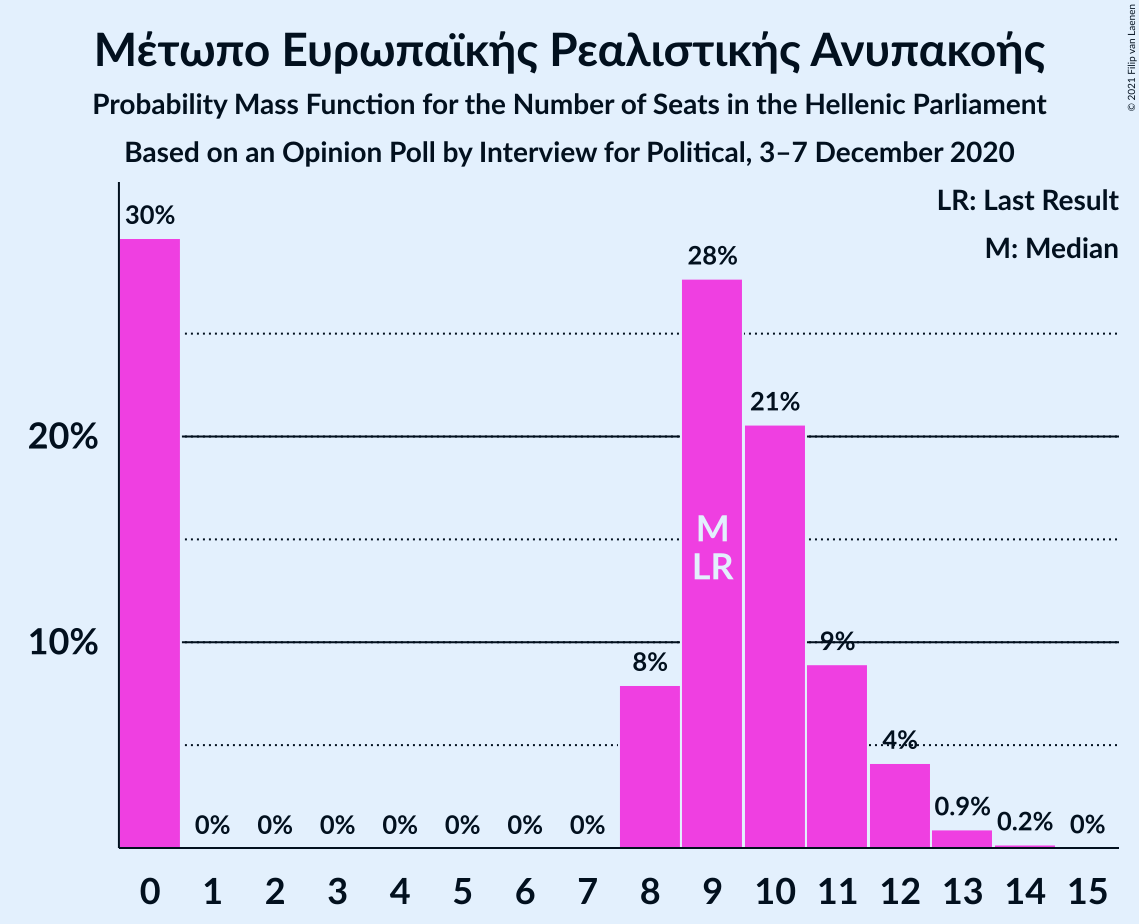 Μέτωπο Ευρωπαϊκής Ρεαλιστικής Ανυπακοής
Probability Mass Function for the Number of Seats in the Hellenic Parliament
Based on an Opinion Poll by Interview for Political, 3–7 December 2020
© 2021 Filip van Laenen
LR: Last Result
M: Median
30%
28%
21%
20%
M
LR
10%
9%
8%
4%
0.9%
0.2%
0% 0% 0% 0% 0% 0% 0% 0%
0 1 2 3 4 5 6 7 8 9 10 11 12 13 14 15